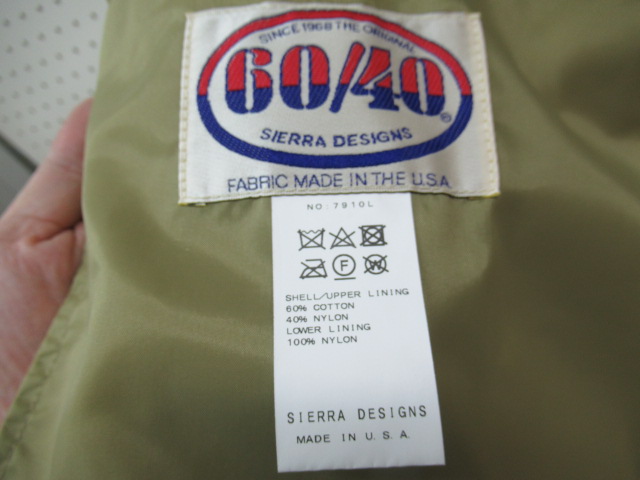 SINCE 1968 THE ORIGINAL
60/40®
SIERRA DESIGNS
FABRIC MADE IN THE U.S.A.
NO:7910L
F W
SHELL/UPPER LINING
60% COTTON
40% NYLON
LOWER LINING
100% NYLON
SIERRA DESIGNS
MADE IN U.S.A.